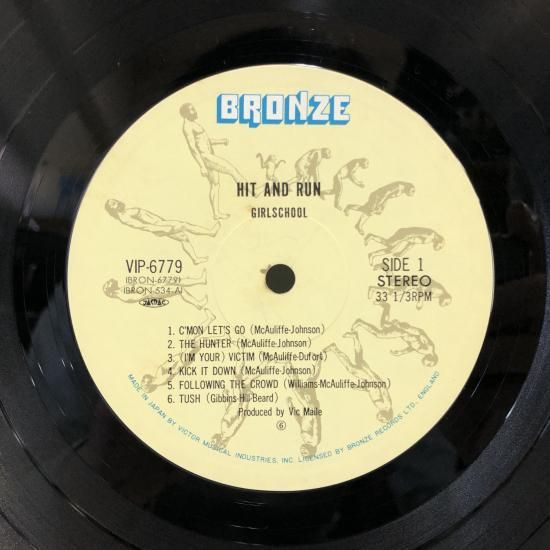 BRONZE
HIT AND RUN
GIRLSCHOOL
VIP-6779
(BRON-6779)
(BRON-534-A)
JASRAC
SIDE 1
STEREO
33 1/3RPM
1. C'MON LET'S GO (McAuliffe-Johnson)
2. THE HUNTER (McAuliffe-Johnson)
3. (I'M YOUR) VICTIM (McAuliffe-Dufort)
4. KICK IT DOWN (McAuliffe-Johnson)
5. FOLLOWING THE CROWD (Williams-McAuliffe-Johnson)
6. TUSH (Gibbins-Hill-Beard)
Produced by Vic Maile
⑥
MADE IN JAPAN BY VICTOR MUSICAL INDUSTRIES, INC. LICENSED BY BRONZE RECORDS LTD., ENGLAND